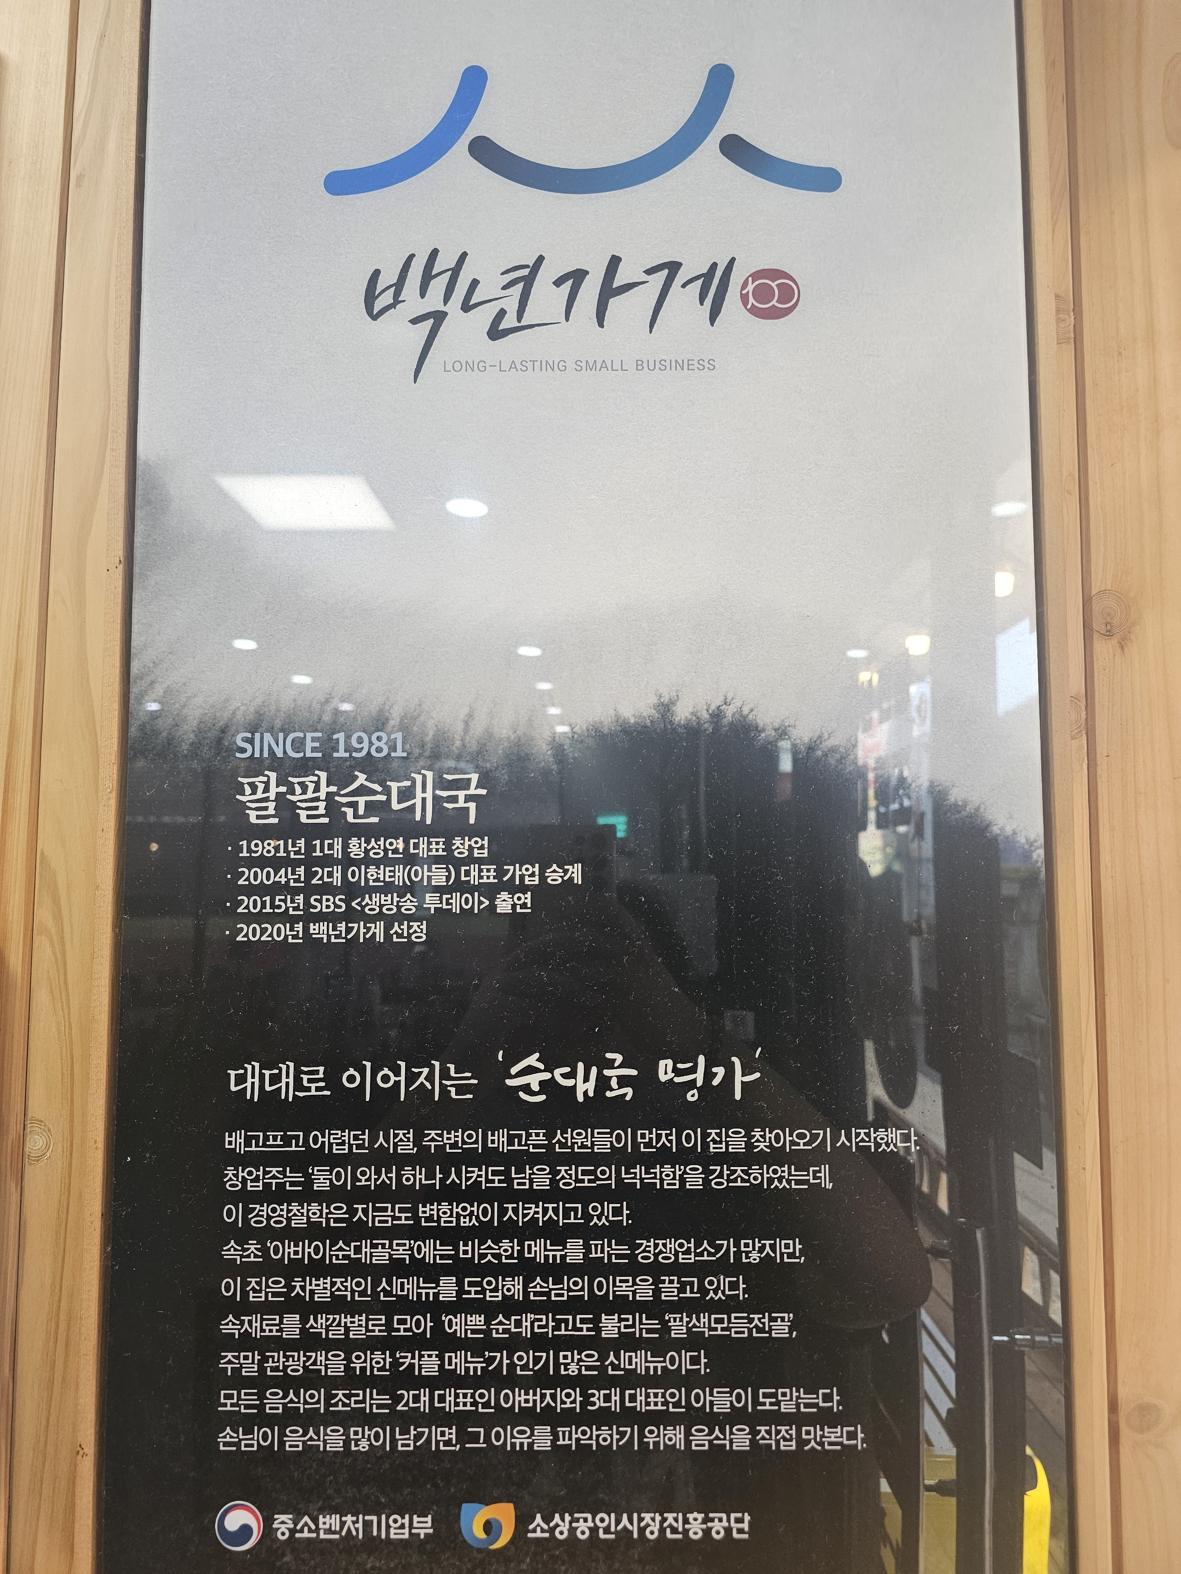 백년가게 100
LONG-LASTING SMALL BUSINESS
SINCE 1981
팔팔순대국
· 1981년 1대 황성연 대표 창업
· 2004년 2대 이현태(아들) 대표 가업 승계
· 2015년 SBS <생방송 투데이> 출연
· 2020년 백년가게 선정
대대로 이어지는 '순대국 명가'
배고프고 어렵던 시절, 주변의 배고픈 선원들이 먼저 이 집을 찾아오기 시작했다.
창업주는 '둘이 와서 하나 시켜도 남을 정도의 넉넉함'을 강조하였는데,
이 경영철학은 지금도 변함없이 지켜지고 있다.
속초 '아바이순대골목'에는 비슷한 메뉴를 파는 경쟁업소가 많지만,
이 집은 차별적인 신메뉴를 도입해 손님의 이목을 끌고 있다.
속재료를 색깔별로 모아 '예쁜 순대'라고도 불리는 '팔색모듬전골',
주말 관광객을 위한 '커플 메뉴'가 인기 많은 신메뉴이다.
모든 음식의 조리는 2대 대표인 아버지와 3대 대표인 아들이 도맡는다.
손님이 음식을 많이 남기면, 그 이유를 파악하기 위해 음식을 직접 맛본다.
중소벤처기업부 소상공인시장진흥공단